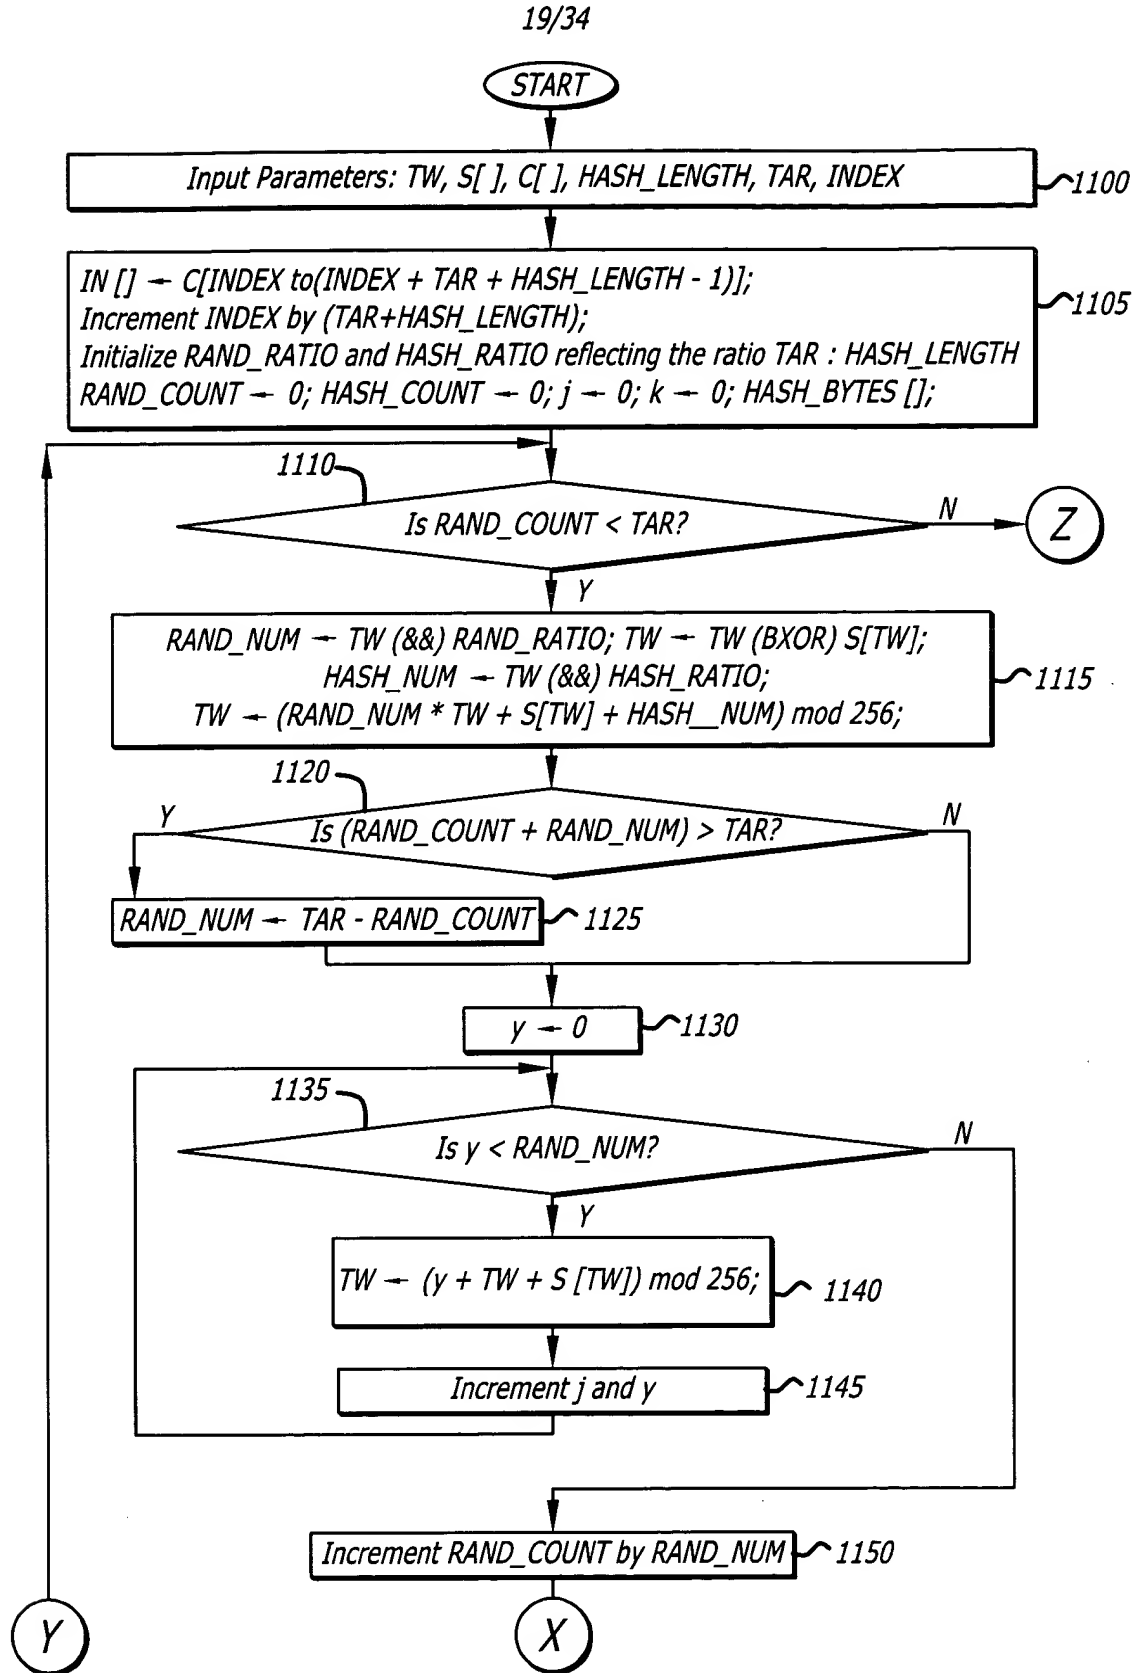 19/34
START
Input Parameters: TW, S[ ], C[ ], HASH_LENGTH, TAR, INDEX
1100
IN [] ← C[INDEX to(INDEX + TAR + HASH_LENGTH - 1)];
Increment INDEX by (TAR+HASH_LENGTH);
Initialize RAND_RATIO and HASH_RATIO reflecting the ratio TAR : HASH_LENGTH
RAND_COUNT ← 0; HASH_COUNT ← 0; j ← 0; k ← 0; HASH_BYTES [];
1105
1110
Is RAND_COUNT < TAR?
N
Z
Y
RAND_NUM ← TW (&&) RAND_RATIO; TW ← TW (BXOR) S[TW];
HASH_NUM ← TW (&&) HASH_RATIO;
TW ← (RAND_NUM * TW + S[TW] + HASH__NUM) mod 256;
1115
1120
Y
Is (RAND_COUNT + RAND_NUM) > TAR?
N
RAND_NUM ← TAR - RAND_COUNT
1125
y ← 0
1130
1135
Is y < RAND_NUM?
N
Y
TW ← (y + TW + S [TW]) mod 256;
1140
Increment j and y
1145
Increment RAND_COUNT by RAND_NUM
1150
Y
X